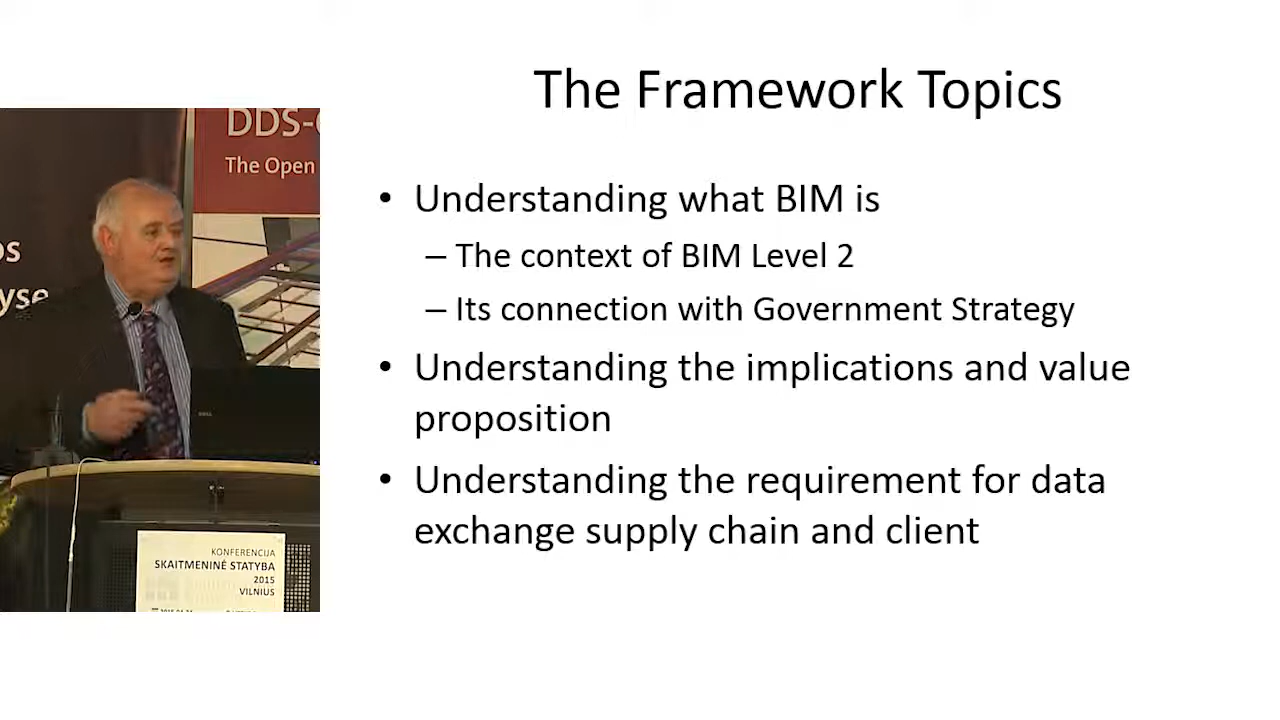 The Framework Topics
• Understanding what BIM is
– The context of BIM Level 2
– Its connection with Government Strategy
• Understanding the implications and value
proposition
• Understanding the requirement for data
exchange supply chain and client
DDS-
The Open
DELL
KONFERENCIJA
SKAITMENINĖ STATYBA
2015
VILNIUS